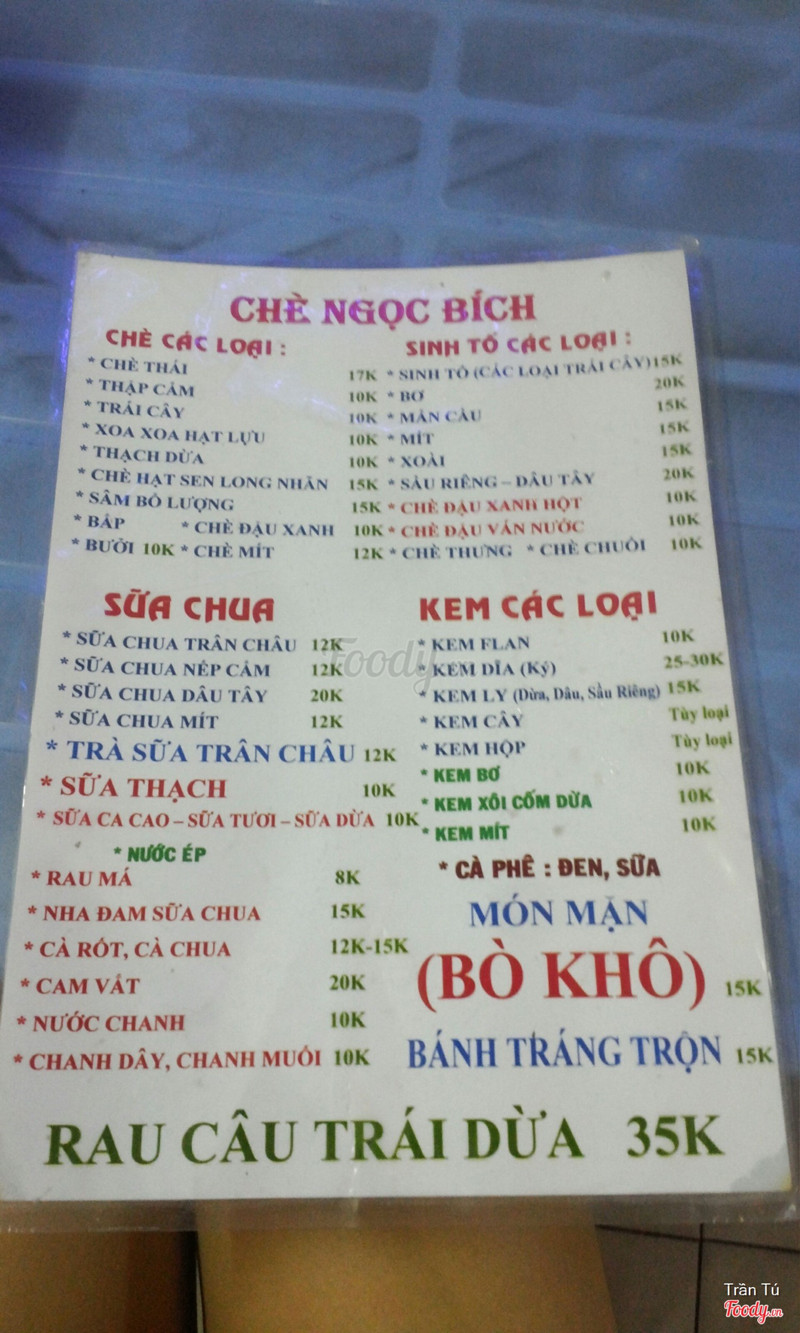 CHÈ NGỌC BÍCH
CHÈ CÁC LOẠI :
* CHÈ THÁI 17K
* THẬP CẨM 10K
* TRÁI CÂY 10K
* XOA XOA HẠT LỰU 10K
* THẠCH DỪA 10K
* CHÈ HẠT SEN LONG NHÃN 15K
* SÂM BỔ LƯỢNG 15K
* BẮP * CHÈ ĐẬU XANH 10K
* BƯỞI 10K * CHÈ MÍT 12K
SINH TỐ CÁC LOẠI :
* SINH TỐ (CÁC LOẠI TRÁI CÂY) 15K
* BƠ 20K
* MÃN CẦU 15K
* MÍT 15K
* XOÀI 15K
* SẦU RIÊNG – DÂU TÂY 20K
* CHÈ ĐẬU XANH HỘT 10K
* CHÈ ĐẬU VÁN NƯỚC 10K
* CHÈ THƯNG * CHÈ CHUỐI 10K
SỮA CHUA
* SỮA CHUA TRÂN CHÂU 12K
* SỮA CHUA NẾP CẨM 12K
* SỮA CHUA DÂU TÂY 20K
* SỮA CHUA MÍT 12K
* TRÀ SỮA TRÂN CHÂU 12K
* SỮA THẠCH 10K
* SỮA CA CAO – SỮA TƯƠI – SỮA DỪA 10K
* NƯỚC ÉP
* RAU MÁ 8K
* NHA ĐAM SỮA CHUA 15K
* CÀ RỐT, CÀ CHUA 12K-15K
* CAM VẮT 20K
* NƯỚC CHANH 10K
* CHANH DÂY, CHANH MUỐI 10K
KEM CÁC LOẠI
* KEM FLAN 10K
* KEM DĨA (Ký) 25-30K
* KEM LY (Dừa, Dâu, Sầu Riêng) 15K
* KEM CÂY Tùy loại
* KEM HỘP Tùy loại
* KEM BƠ 10K
* KEM XÔI CỐM DỪA 10K
* KEM MÍT 10K
* CÀ PHÊ : ĐEN, SỮA
MÓN MẶN
(BÒ KHÔ) 15K
BÁNH TRÁNG TRỘN 15K
RAU CÂU TRÁI DỪA 35K
Foody
Trần Tú
Foody.vn